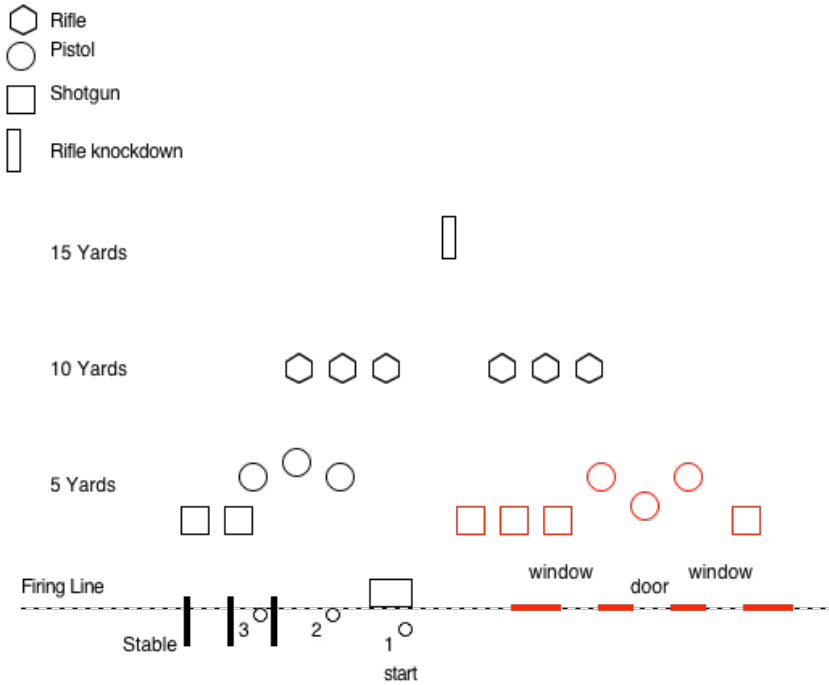 Rifle
Pistol
Shotgun
Rifle knockdown
15 Yards
10 Yards
5 Yards
Firing Line
window
door
window
Stable
3
2
1
start